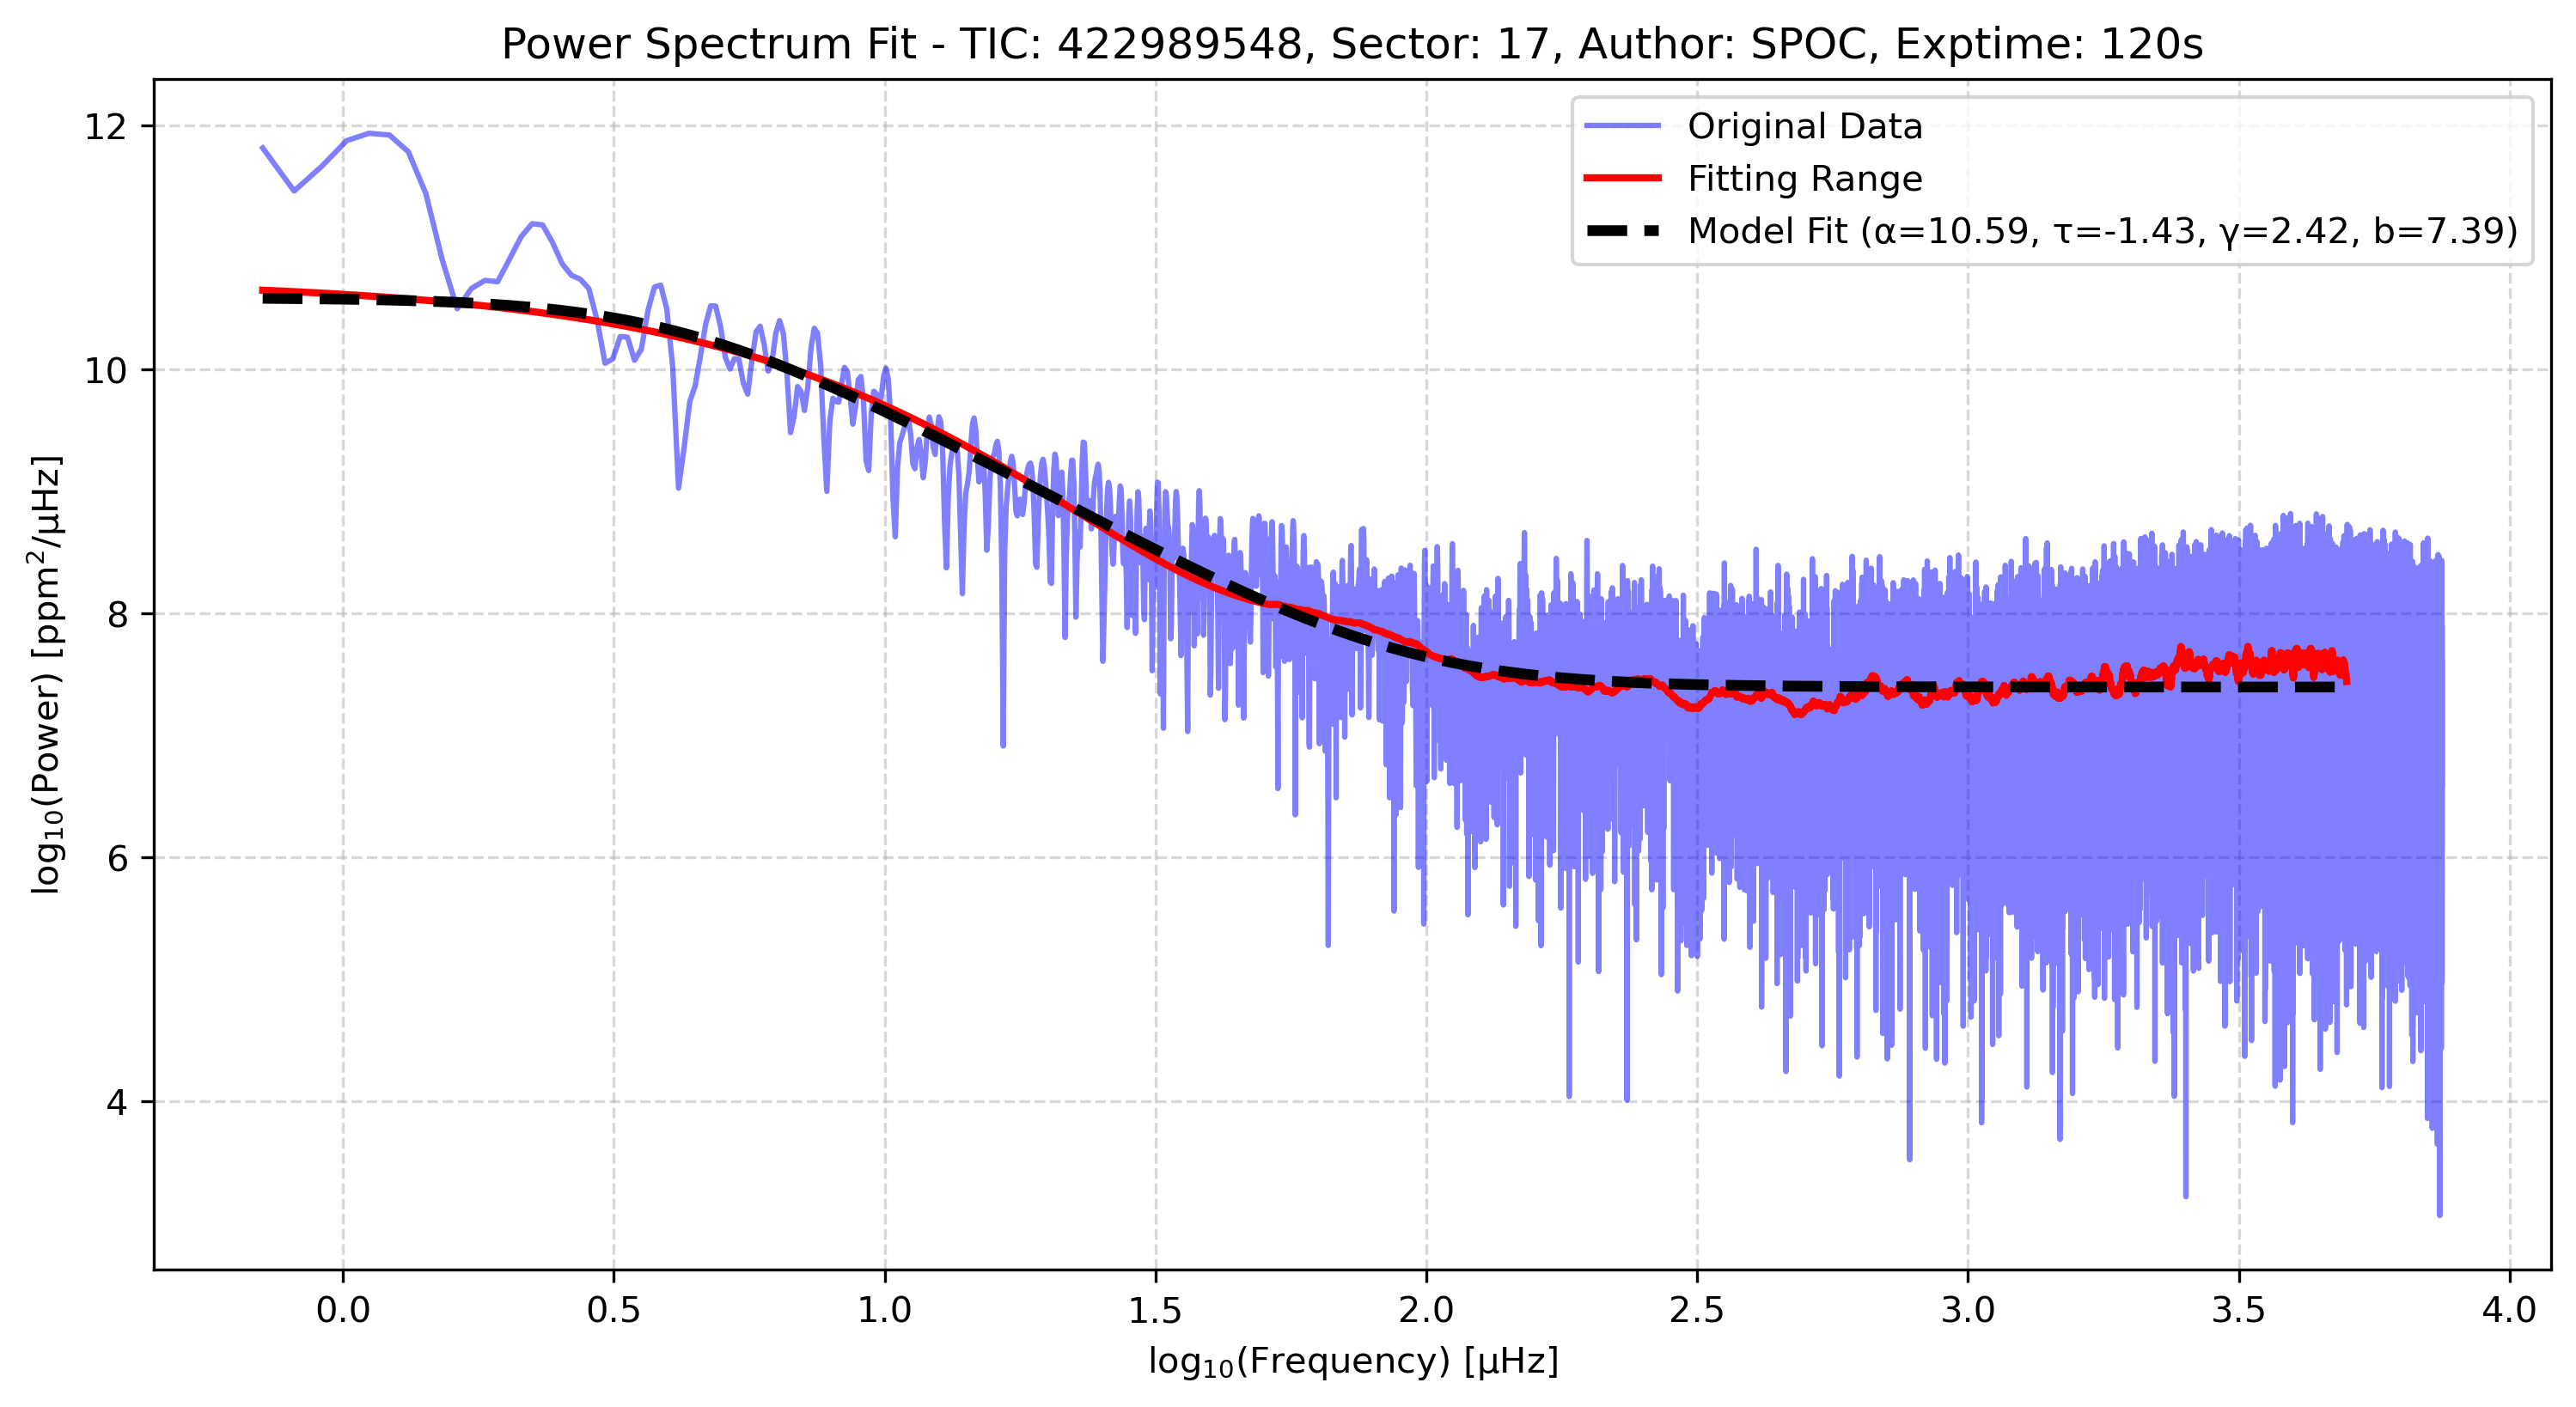 Power Spectrum Fit - TIC: 422989548, Sector: 17, Author: SPOC, Exptime: 120s
Original Data
Fitting Range
Model Fit (α=10.59, τ=-1.43, γ=2.42, b=7.39)
log₁₀(Power) [ppm²/μHz]
12
10
8
6
4
0.0 0.5 1.0 1.5 2.0 2.5 3.0 3.5 4.0
log₁₀(Frequency) [μHz]